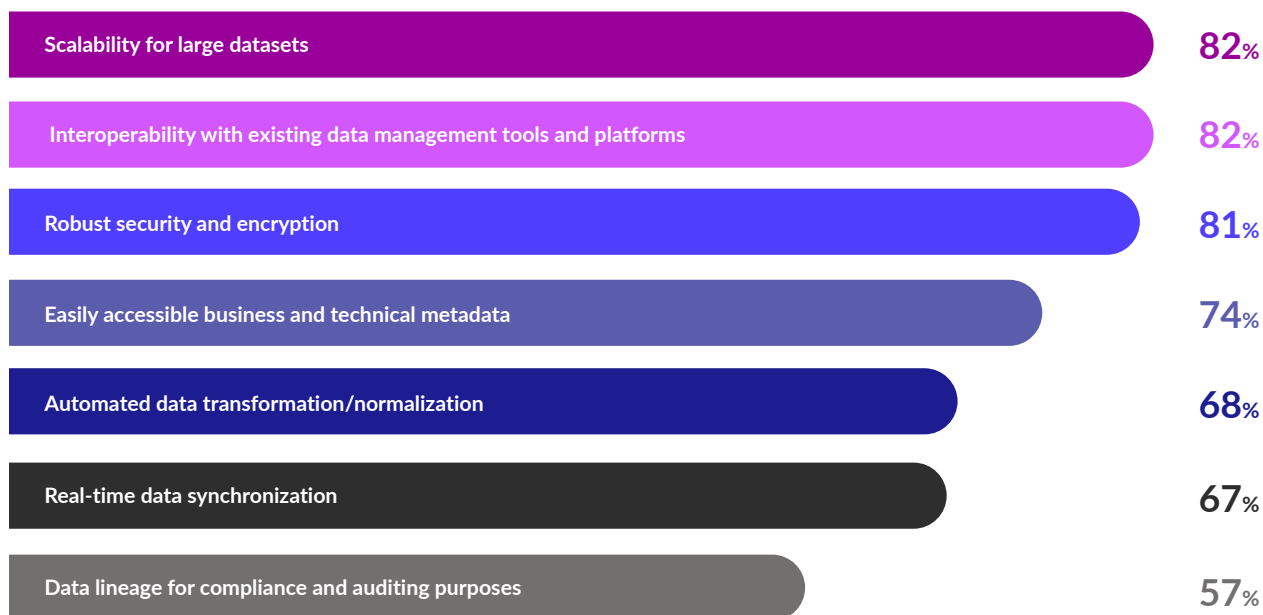 Scalability for large datasets 82%
Interoperability with existing data management tools and platforms 82%
Robust security and encryption 81%
Easily accessible business and technical metadata 74%
Automated data transformation/normalization 68%
Real-time data synchronization 67%
Data lineage for compliance and auditing purposes 57%